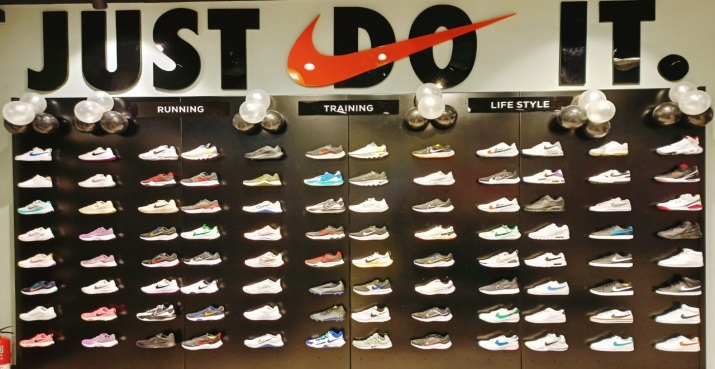 JUST DO IT.
RUNNING
TRAINING
LIFE STYLE